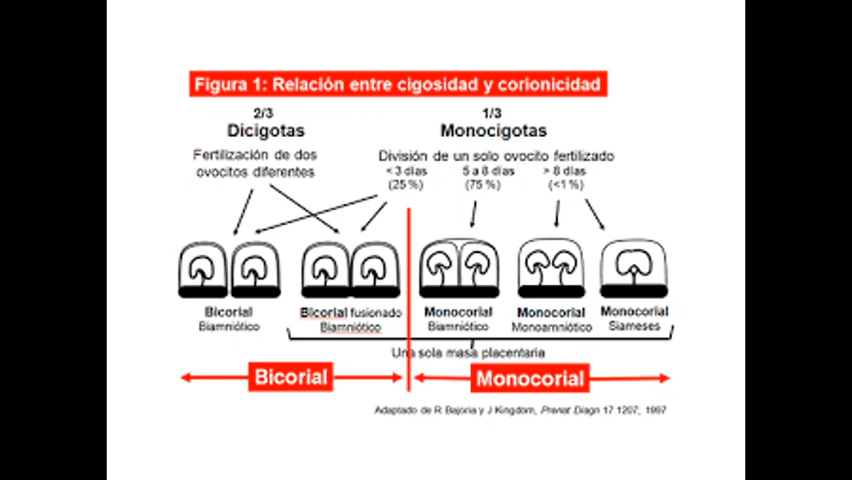 Figura 1: Relación entre cigosidad y corionicidad
2/3
Dicigotas
Fertilización de dos
ovocitos diferentes
1/3
Monocigotas
División de un solo ovocito fertilizado
< 3 días
(25 %)
5 a 8 días
(75 %)
> 8 días
(<1 %)
Bicorial
Biamniótico
Bicorial fusionado
Biamniótico
Monocorial
Biamniótico
Monocorial
Monoamniótico
Monocorial
Siameses
Una sola masa placentaria
Bicorial
Monocorial
Adaptado de R Bajoria y J Kingdom, Prenat Diagn 17 1207; 1997